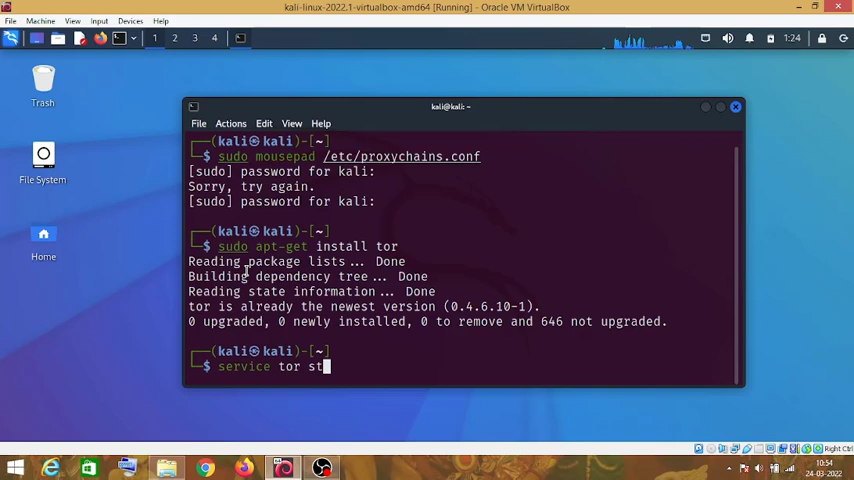 kali-linux-2022.1-virtualbox-amd64 [Running] - Oracle VM VirtualBox
File Machine View Input Devices Help
1 2 3 4 1:24
Trash
File System
Home
kali@kali: ~
File Actions Edit View Help
┌──(kali㉿kali)-[~]
└─$ sudo mousepad /etc/proxychains.conf
[sudo] password for kali:
Sorry, try again.
[sudo] password for kali:
┌──(kali㉿kali)-[~]
└─$ sudo apt-get install tor
Reading package lists... Done
Building dependency tree... Done
Reading state information... Done
tor is already the newest version (0.4.6.10-1).
0 upgraded, 0 newly installed, 0 to remove and 646 not upgraded.
┌──(kali㉿kali)-[~]
└─$ service tor st
Right Ctrl
10:54
24-03-2022